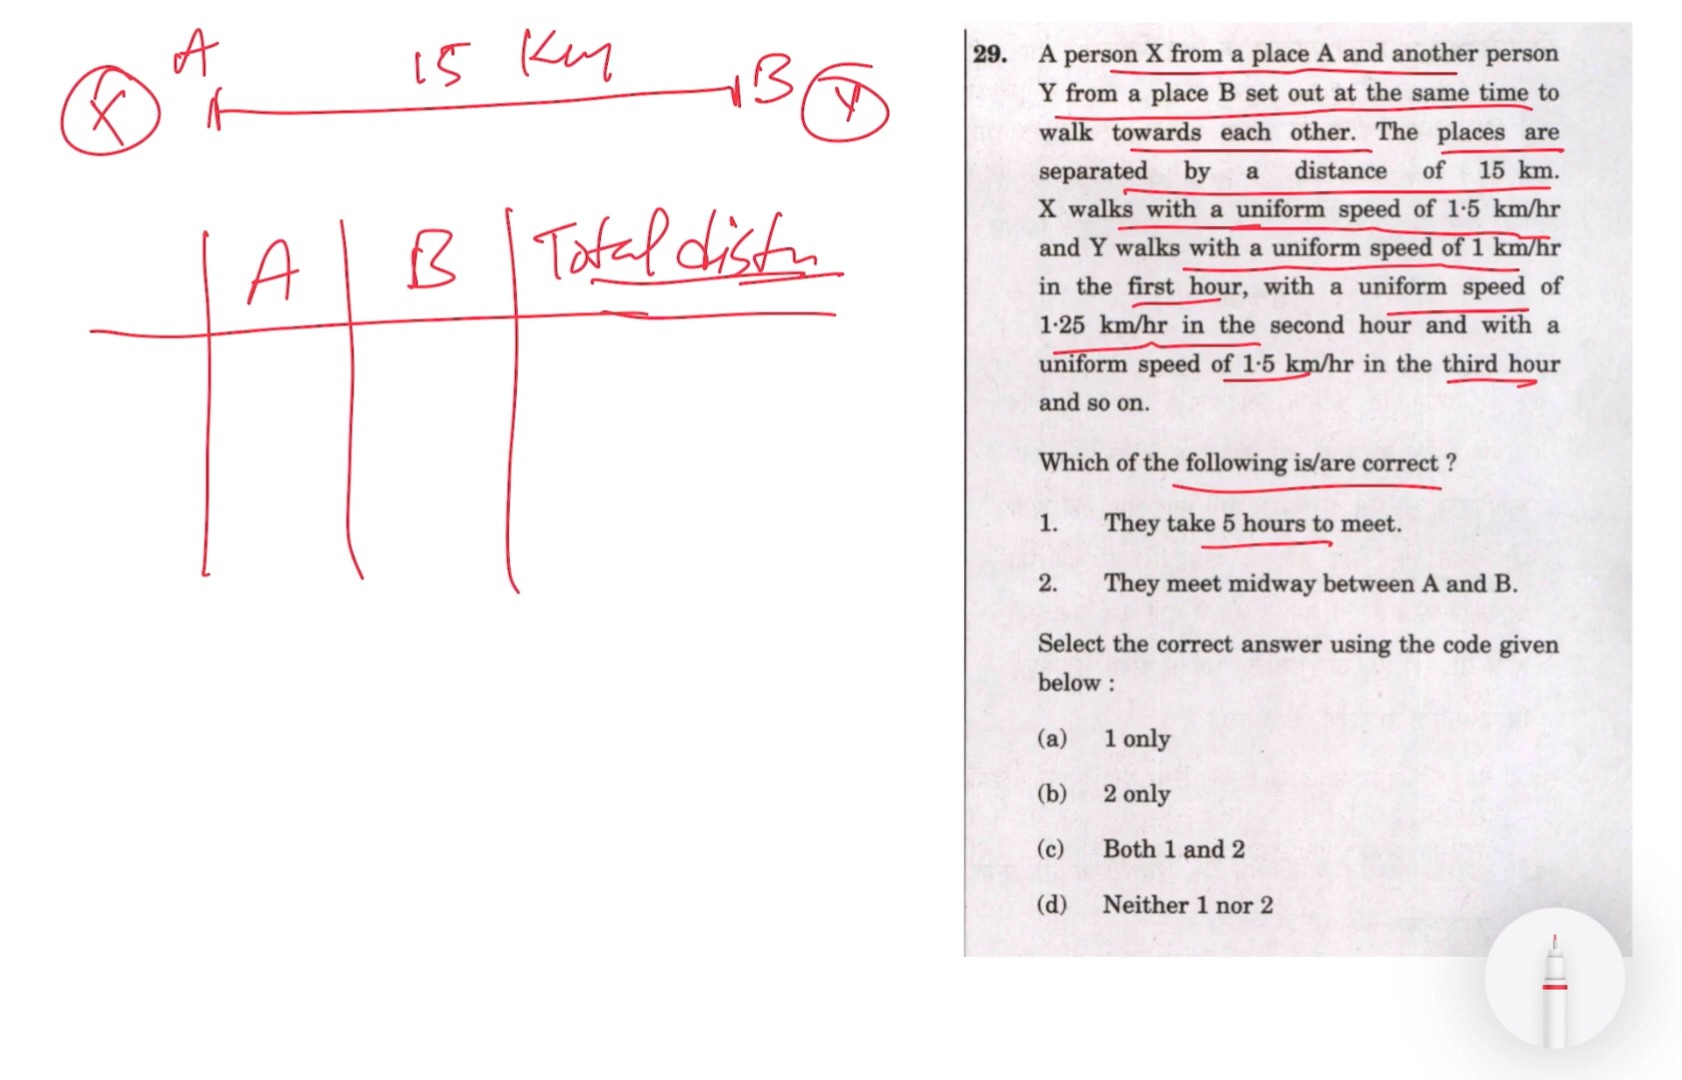 A
15 Km
B
X
Y
A
B
Total distn
29. A person X from a place A and another person
Y from a place B set out at the same time to
walk towards each other. The places are
separated by a distance of 15 km.
X walks with a uniform speed of 1·5 km/hr
and Y walks with a uniform speed of 1 km/hr
in the first hour, with a uniform speed of
1·25 km/hr in the second hour and with a
uniform speed of 1·5 km/hr in the third hour
and so on.
Which of the following is/are correct ?
1. They take 5 hours to meet.
2. They meet midway between A and B.
Select the correct answer using the code given
below :
(a) 1 only
(b) 2 only
(c) Both 1 and 2
(d) Neither 1 nor 2